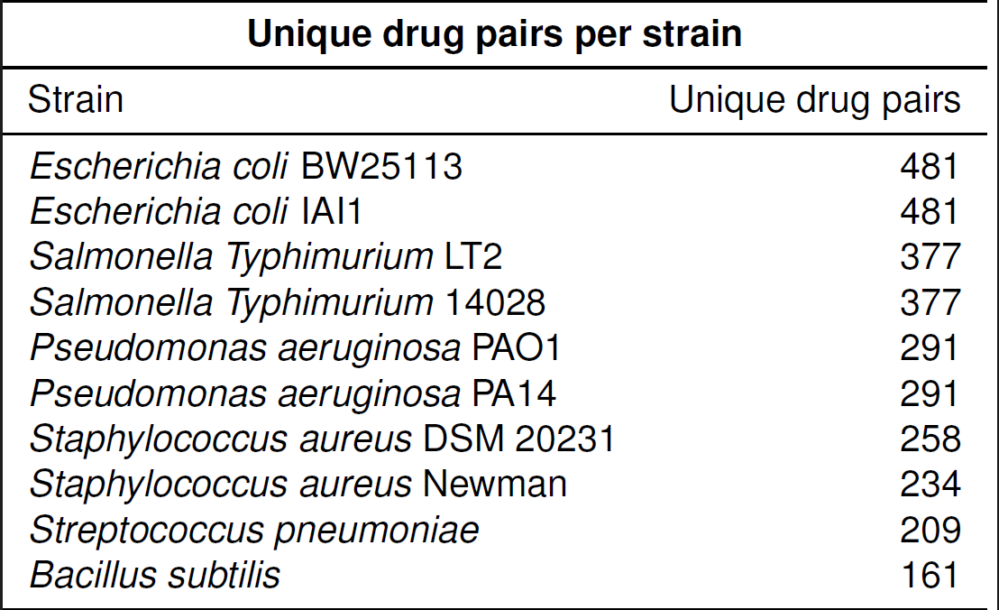 Unique drug pairs per strain
Strain Unique drug pairs
Escherichia coli BW25113 481
Escherichia coli IAI1 481
Salmonella Typhimurium LT2 377
Salmonella Typhimurium 14028 377
Pseudomonas aeruginosa PAO1 291
Pseudomonas aeruginosa PA14 291
Staphylococcus aureus DSM 20231 258
Staphylococcus aureus Newman 234
Streptococcus pneumoniae 209
Bacillus subtilis 161